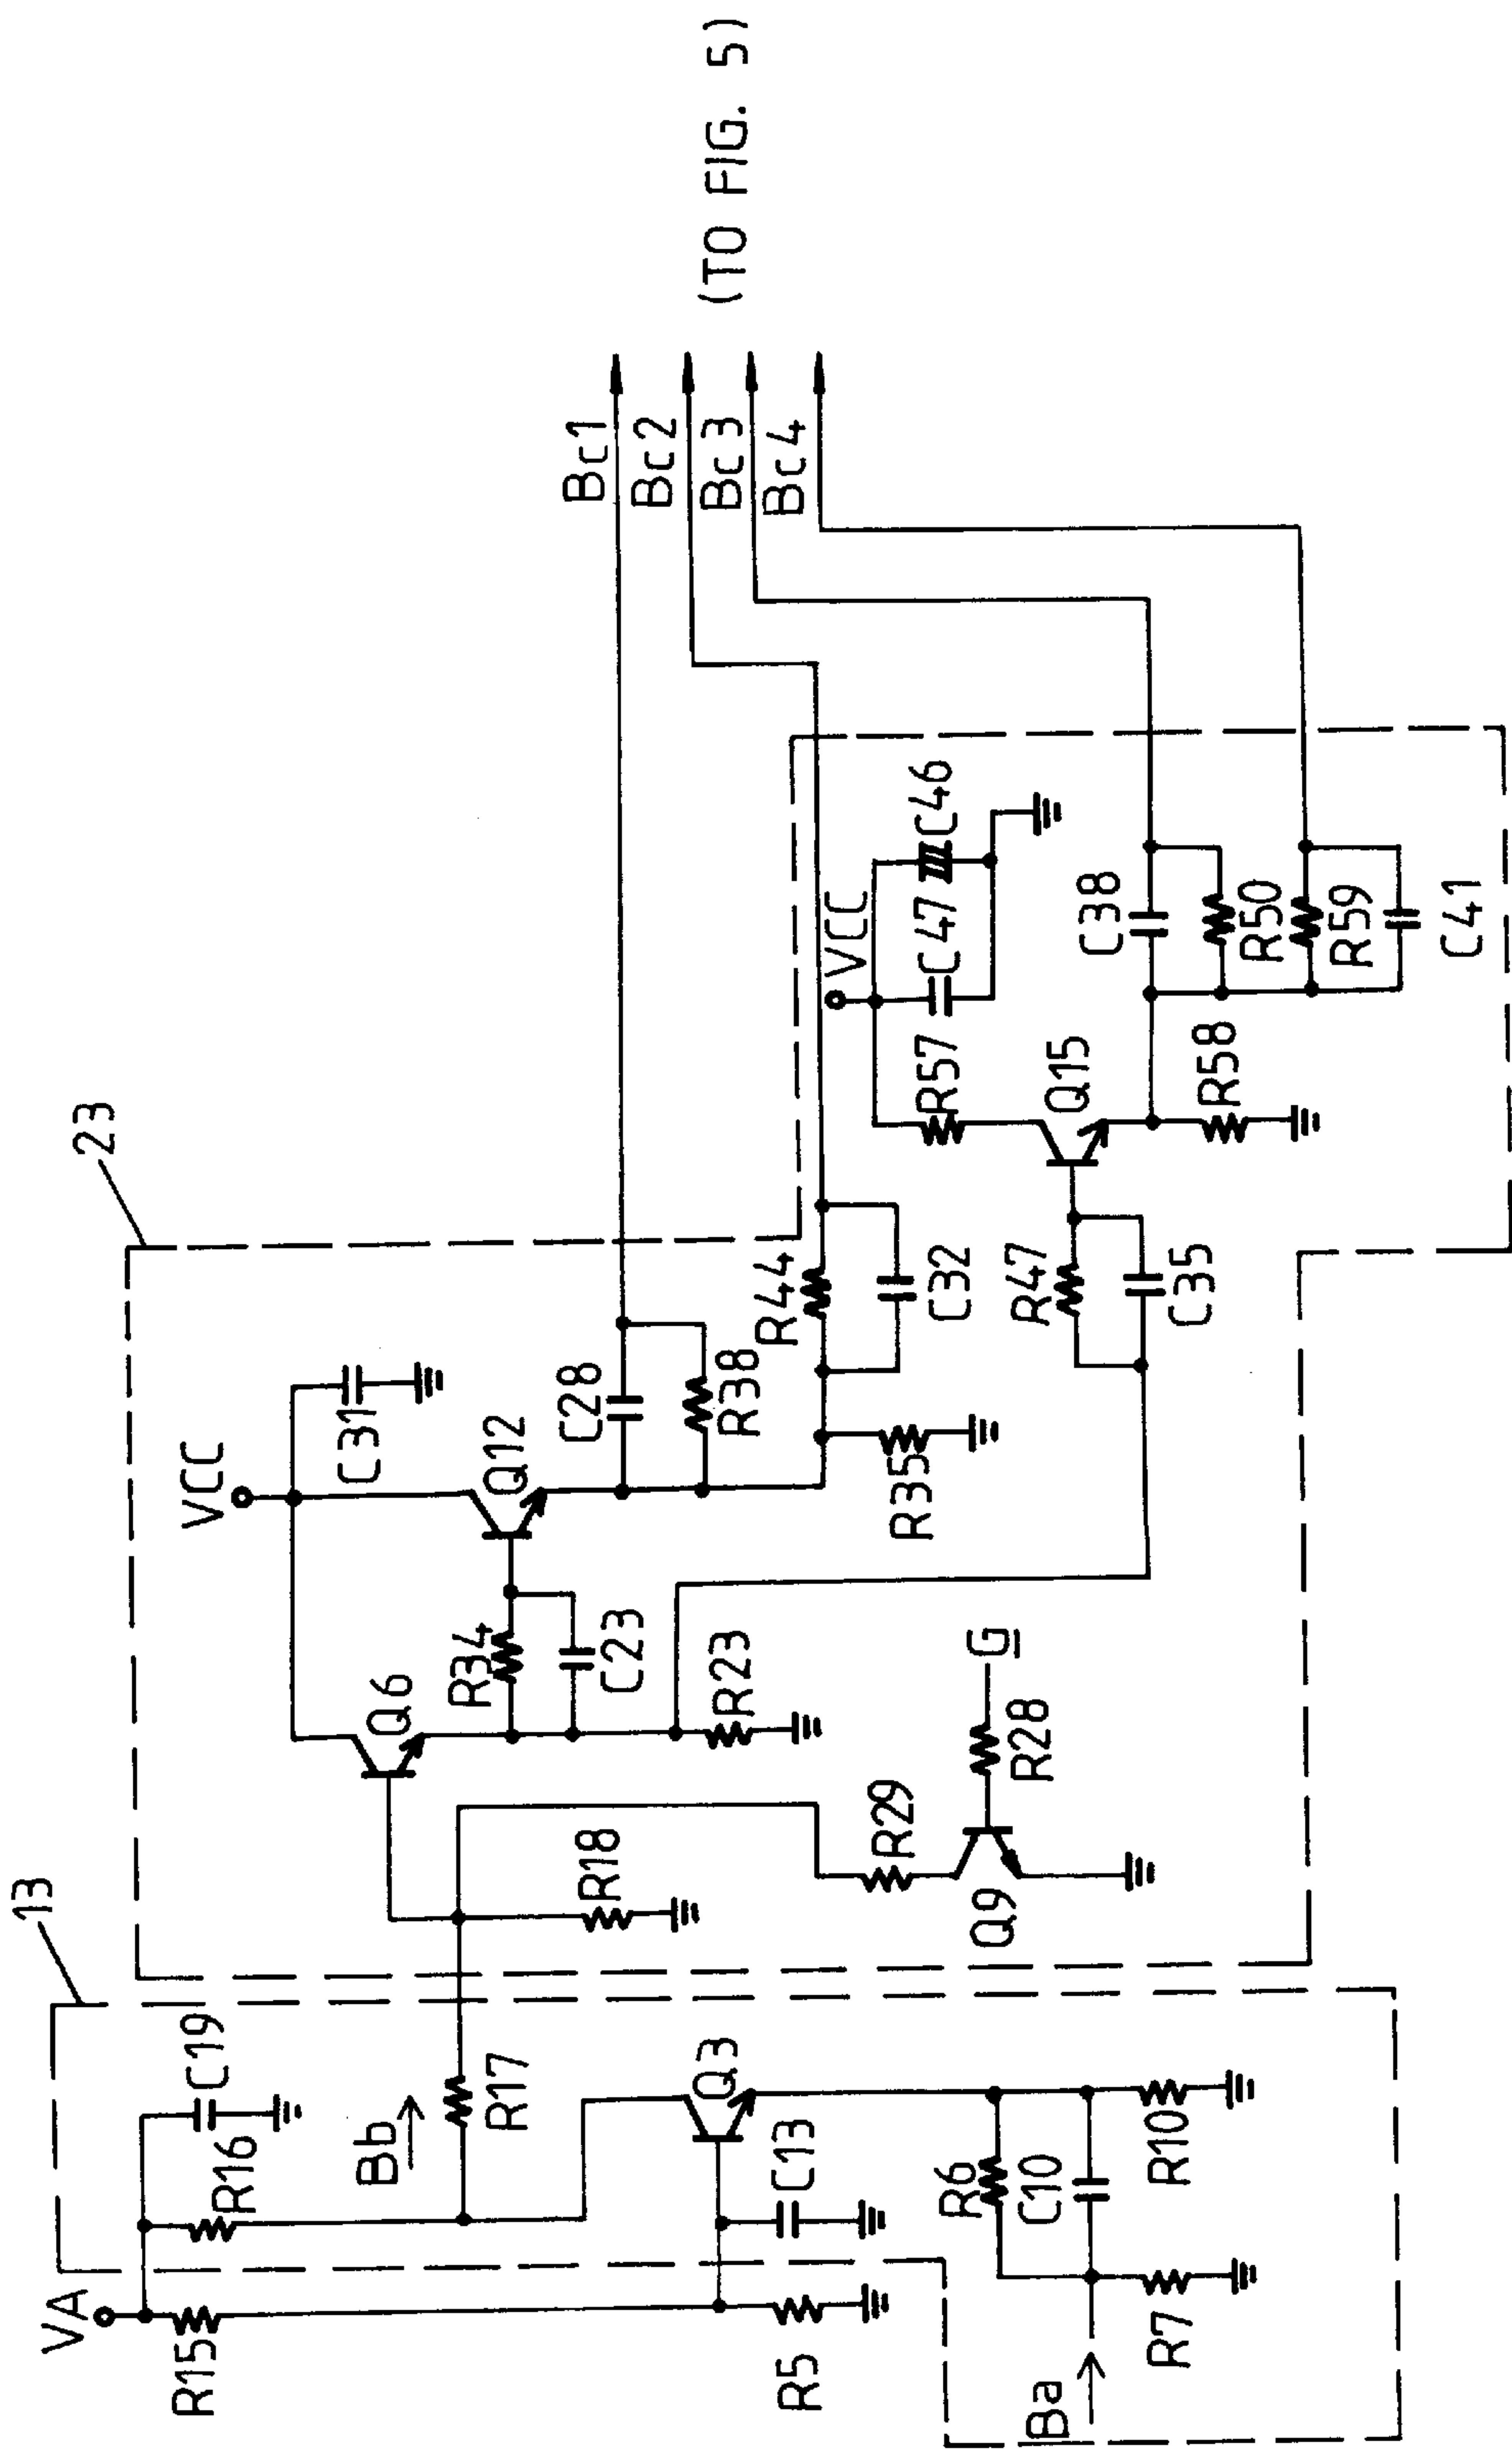 23
13
VCC
C31
Q12
C28
R38
Bc1
Bc2
Bc3
Bc4
(TO FIG. 5)
Q6
R34
C23
R23
R35
R44
C32
VCC
C47
C46
R57
Q15
R47
C35
R58
C38
R50
R59
C41
R18
R29
Q9
R28
G
VA
R15
R16
C19
Bb
R17
Q3
C13
R5
R6
C10
R10
Ba
R7